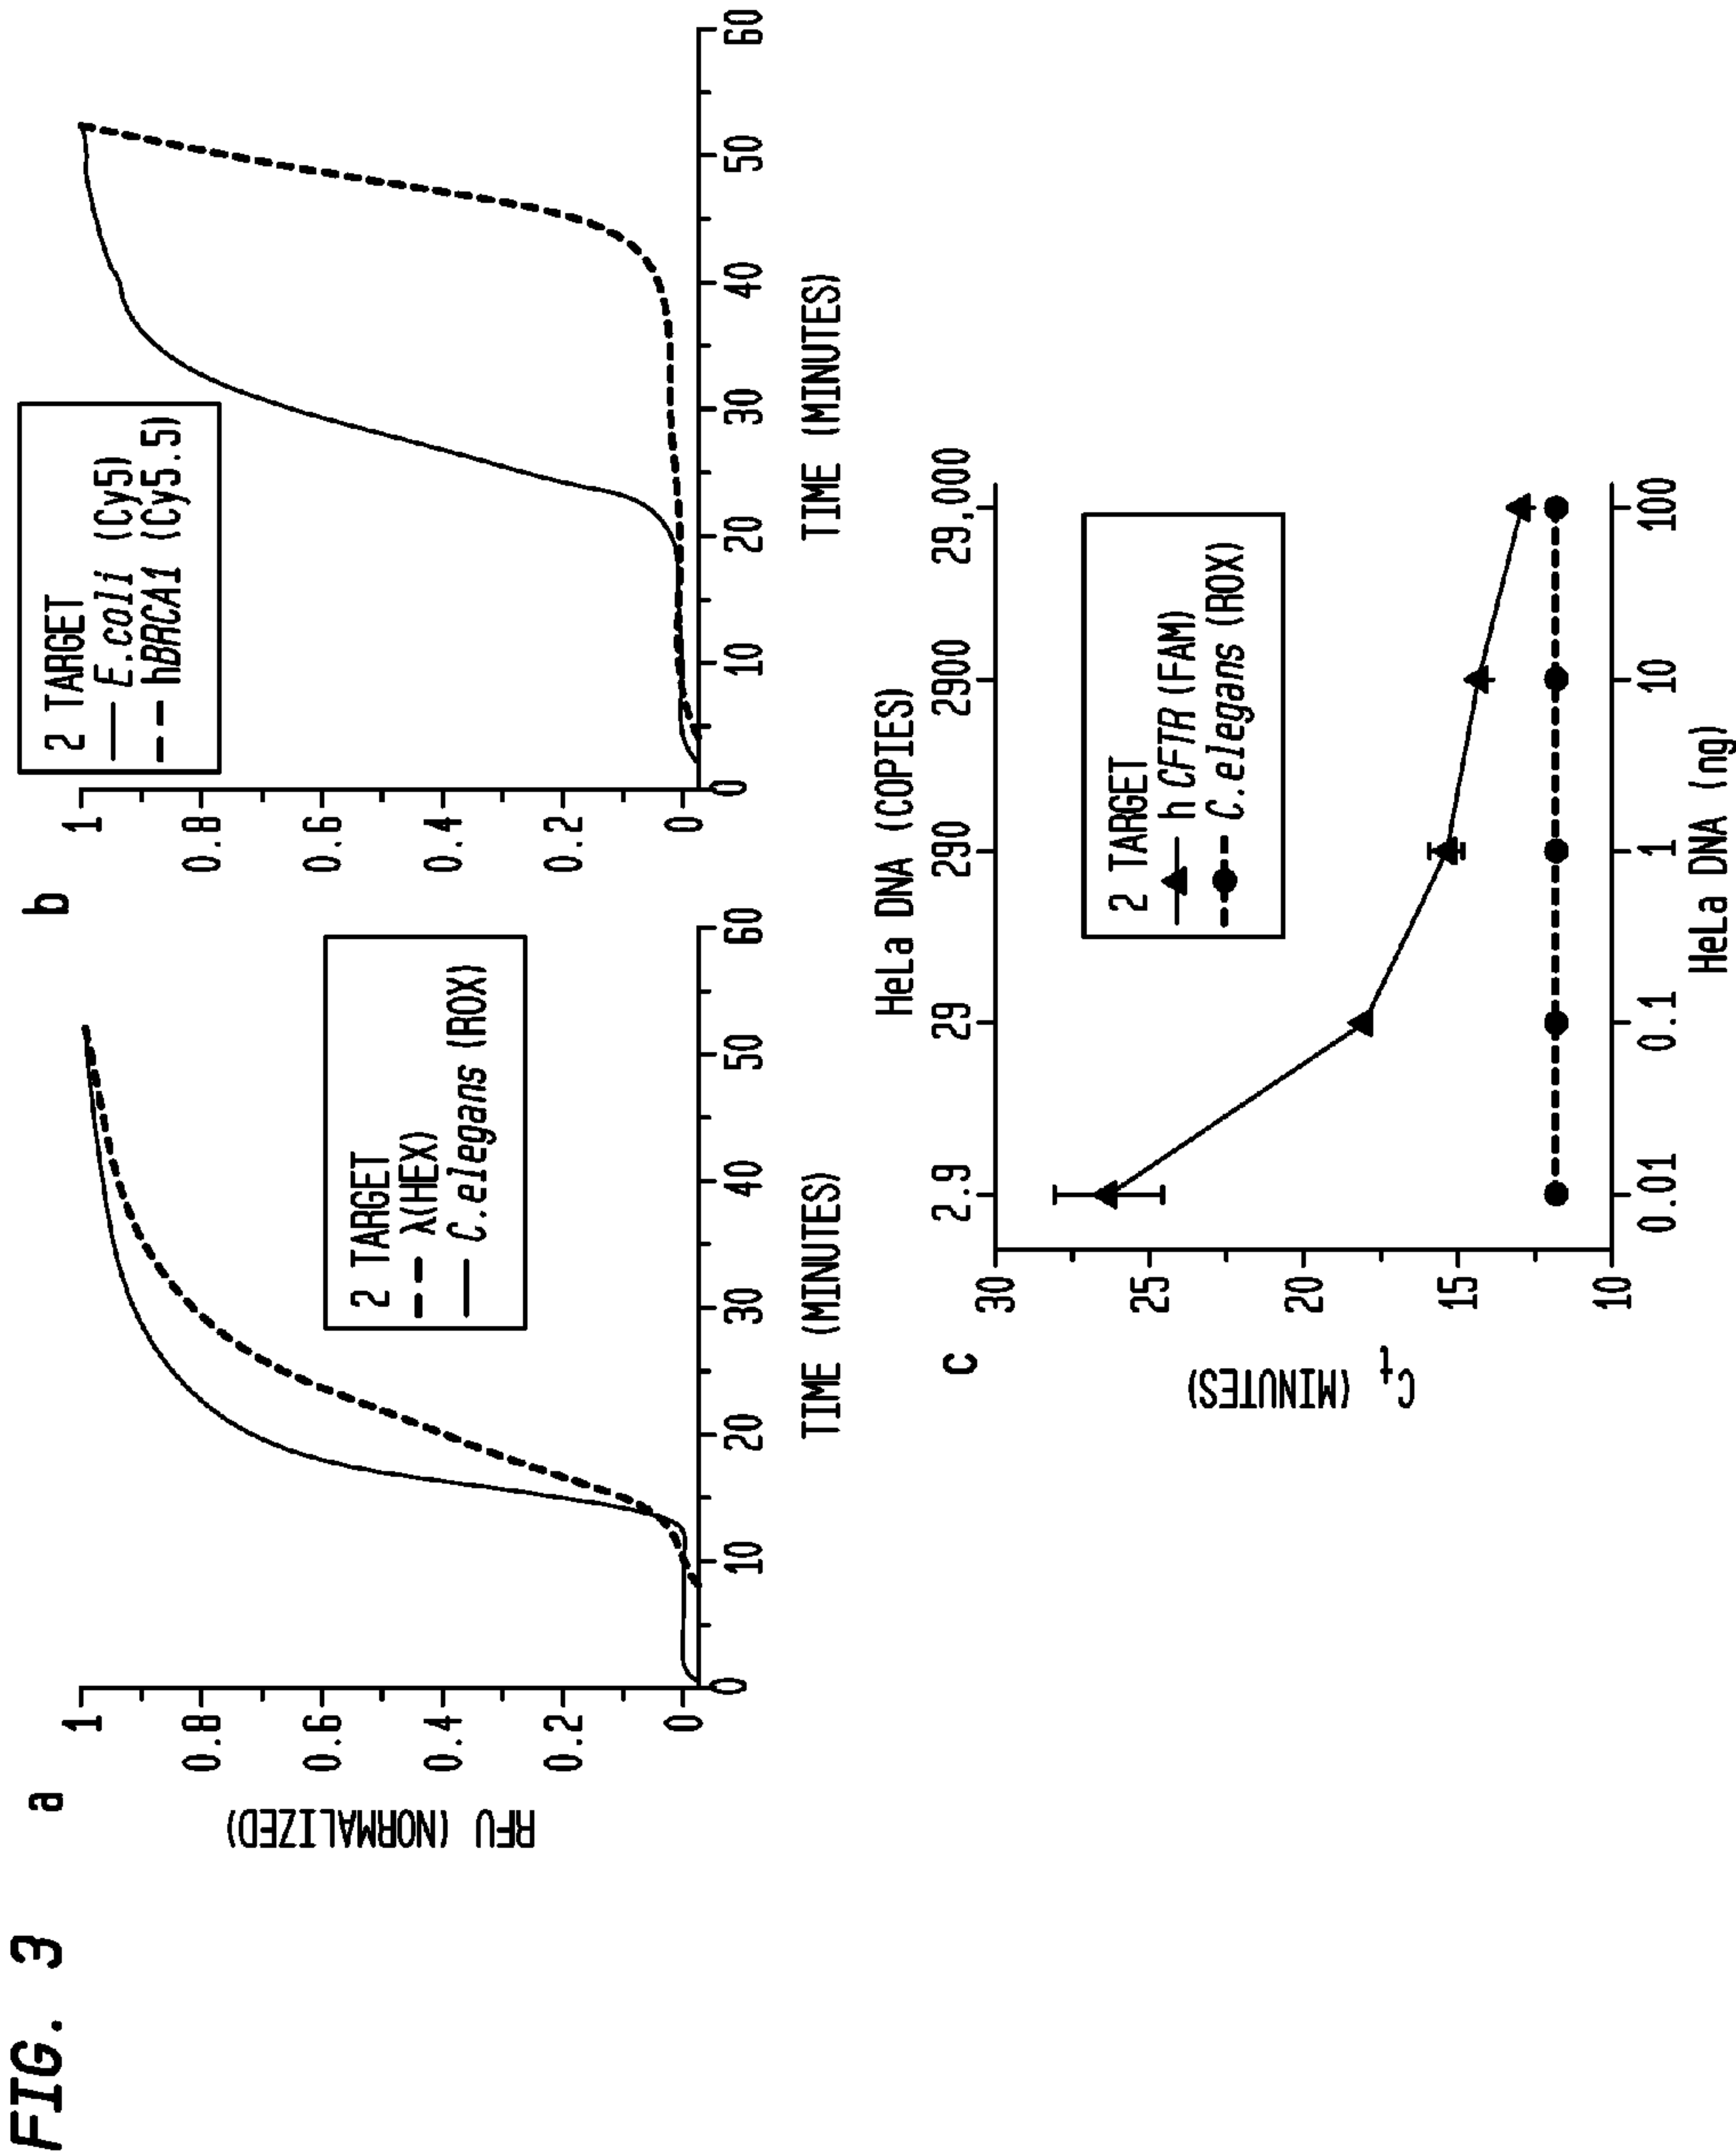 FIG. 3
a
RFU (NORMALIZED)
1
0.8
0.6
0.4
0.2
0
0 10 20 30 40 50 60
TIME (MINUTES)
2 TARGET
λ(HEX)
C.elegans (ROX)
b
1
0.8
0.6
0.4
0.2
0
0 10 20 30 40 50 60
TIME (MINUTES)
2 TARGET
E.coli (Cy5)
hBRCA1 (Cy5.5)
c
HeLa DNA (COPIES)
2.9 29 290 2900 29,000
Ct (MINUTES)
30
25
20
15
10
2 TARGET
h CFTR (FAM)
C.elegans (ROX)
0.01 0.1 1 10 100
HeLa DNA (ng)